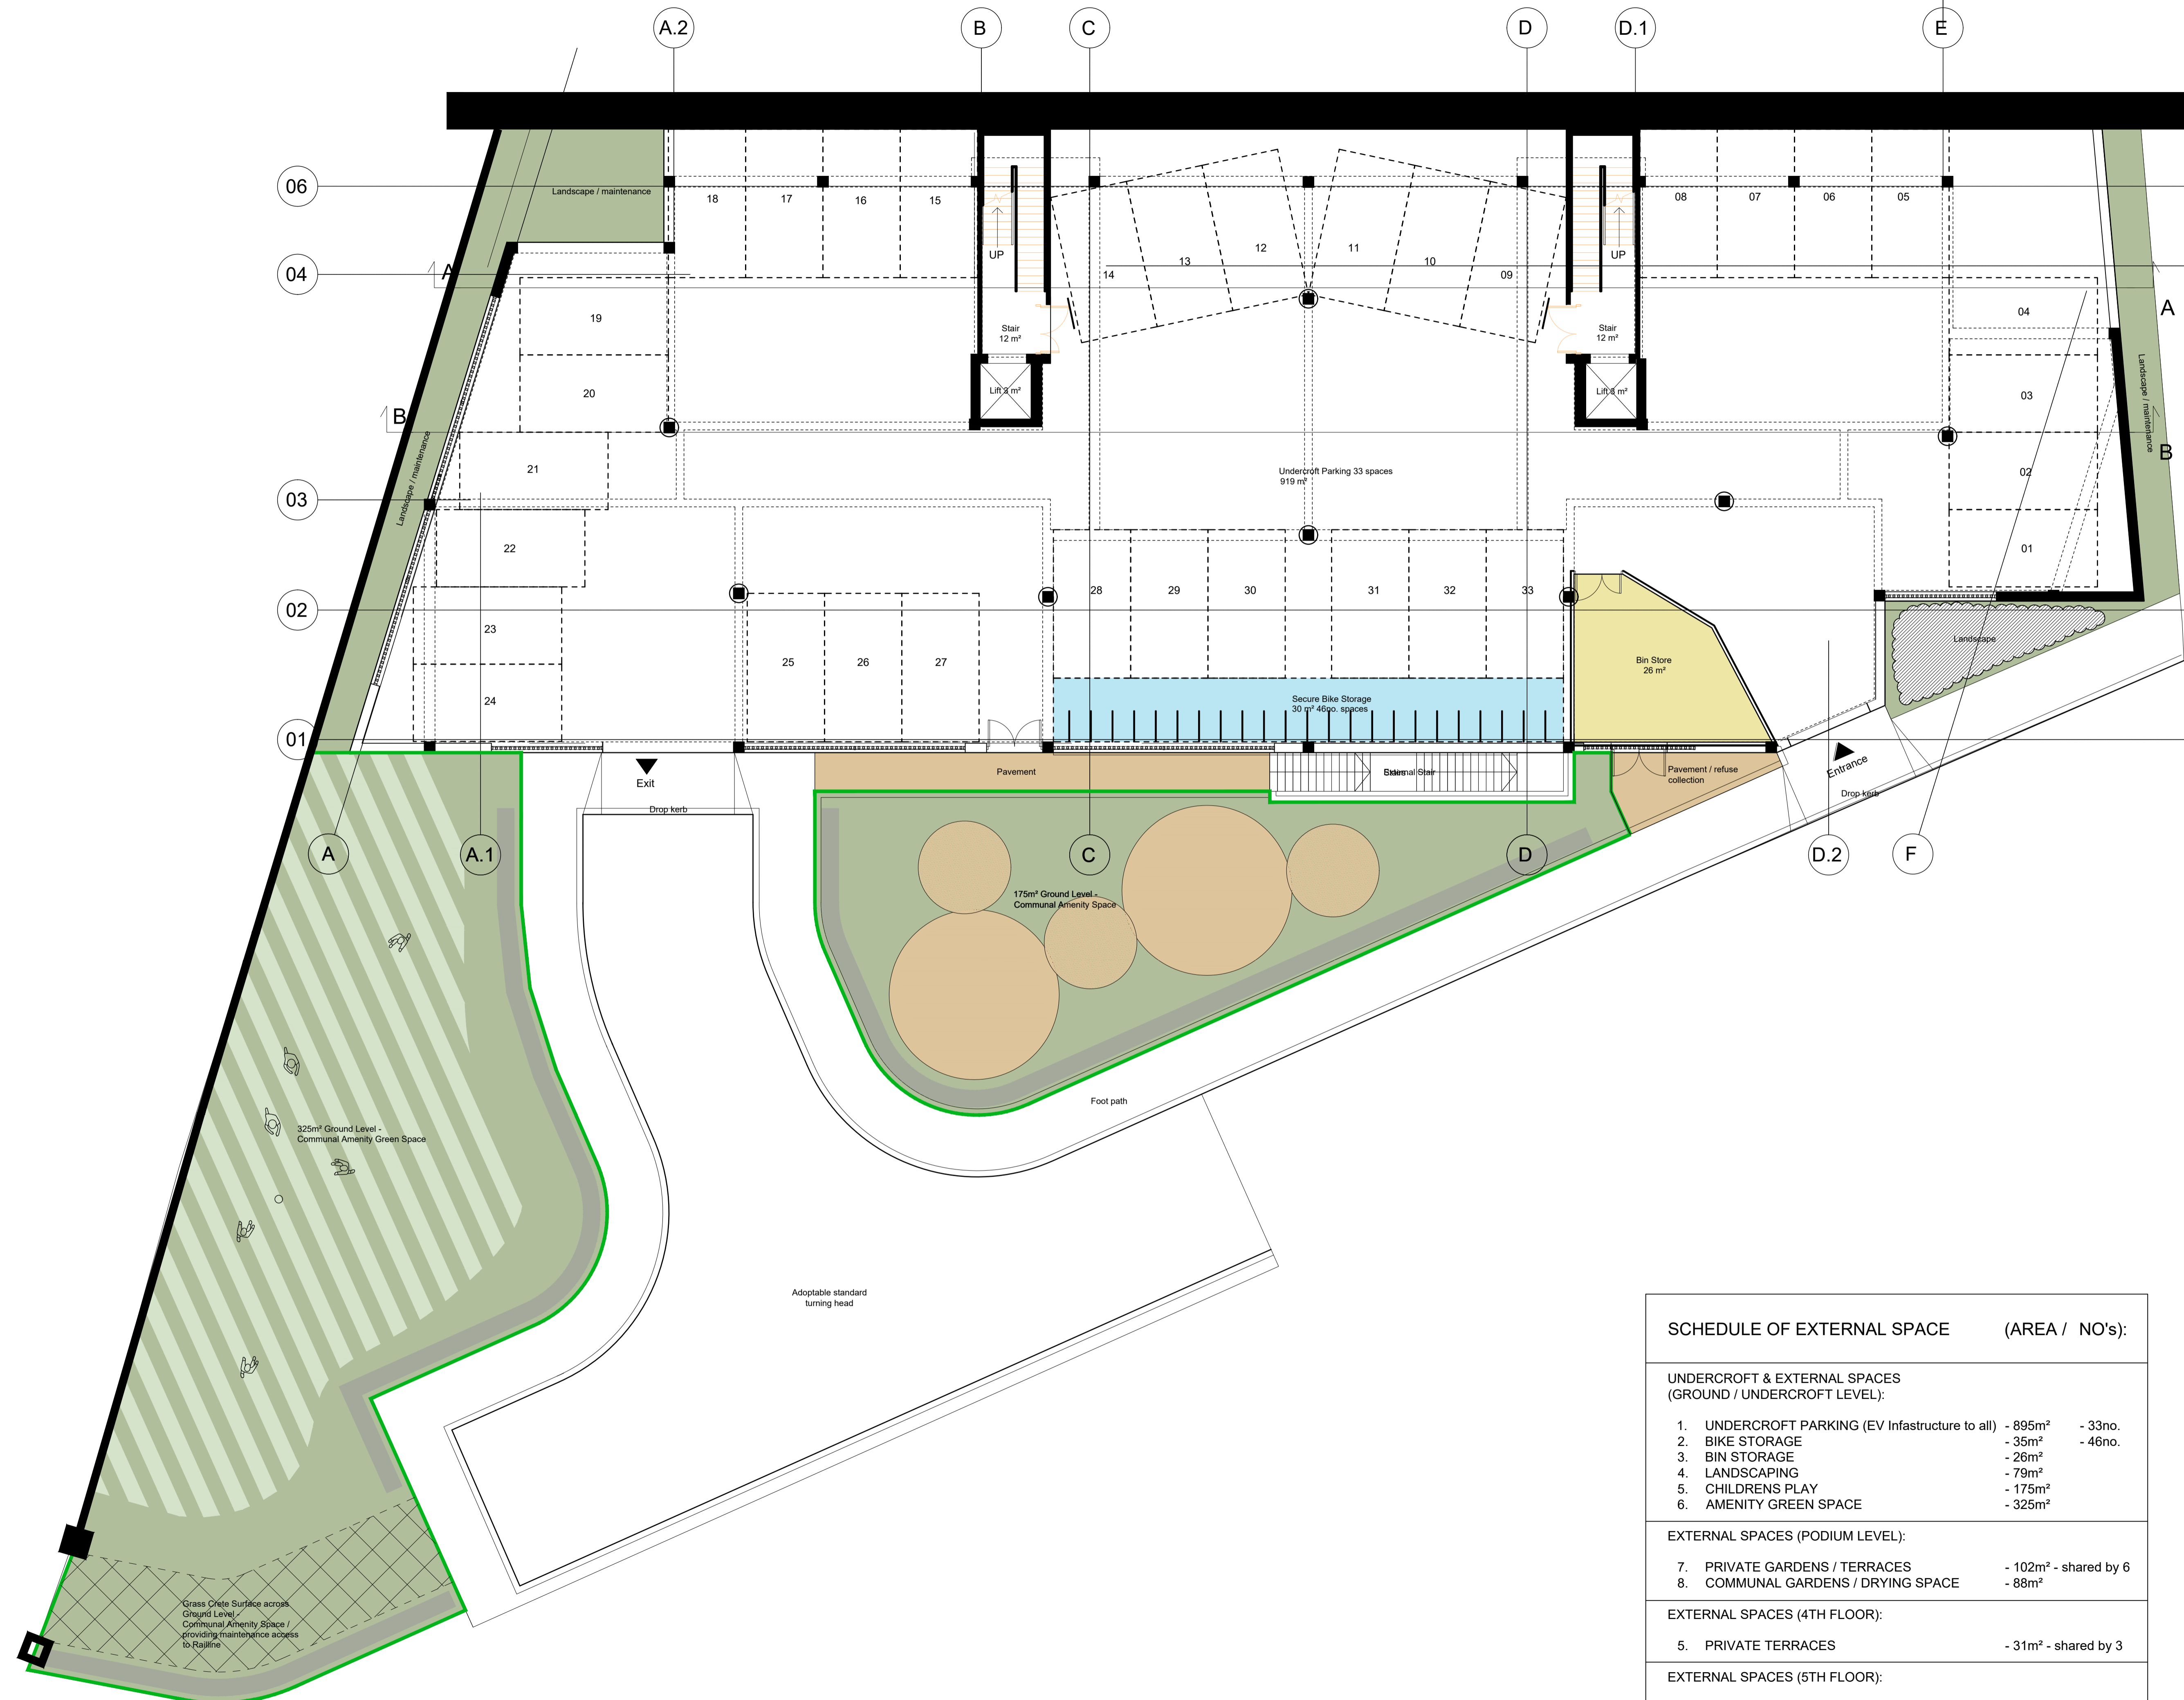 A.2
B
C
D
D.1
E
06
Landscape / maintenance
18
17
16
15
08
07
06
05
UP
UP
12
11
13
10
14
09
04
A
A
19
04
Stair
12 m²
Stair
12 m²
20
Lift 3 m²
Lift 3 m²
03
B
B
Landscape / maintenance
Landscape / maintenance
21
Undercroft Parking 33 spaces
919 m²
02
03
22
01
02
28
29
30
31
32
33
23
25
26
27
Bin Store
26 m²
Landscape
24
Secure Bike Storage
30 m² 46no. spaces
01
Exit
Pavement
External Stair
Pavement / refuse
collection
Entrance
Drop kerb
Drop kerb
A
A.1
C
D
D.2
F
175m² Ground Level -
Communal Amenity Space
Foot path
325m² Ground Level -
Communal Amenity Green Space
Adoptable standard
turning head
Grass Crete Surface across
Ground Level -
Communal Amenity Space /
providing maintenance access
to Railline
SCHEDULE OF EXTERNAL SPACE (AREA / NO's):
UNDERCROFT & EXTERNAL SPACES
(GROUND / UNDERCROFT LEVEL):
1. UNDERCROFT PARKING (EV Infastructure to all) - 895m² - 33no.
2. BIKE STORAGE - 35m² - 46no.
3. BIN STORAGE - 26m²
4. LANDSCAPING - 79m²
5. CHILDRENS PLAY - 175m²
6. AMENITY GREEN SPACE - 325m²
EXTERNAL SPACES (PODIUM LEVEL):
7. PRIVATE GARDENS / TERRACES - 102m² - shared by 6
8. COMMUNAL GARDENS / DRYING SPACE - 88m²
EXTERNAL SPACES (4TH FLOOR):
5. PRIVATE TERRACES - 31m² - shared by 3
EXTERNAL SPACES (5TH FLOOR):